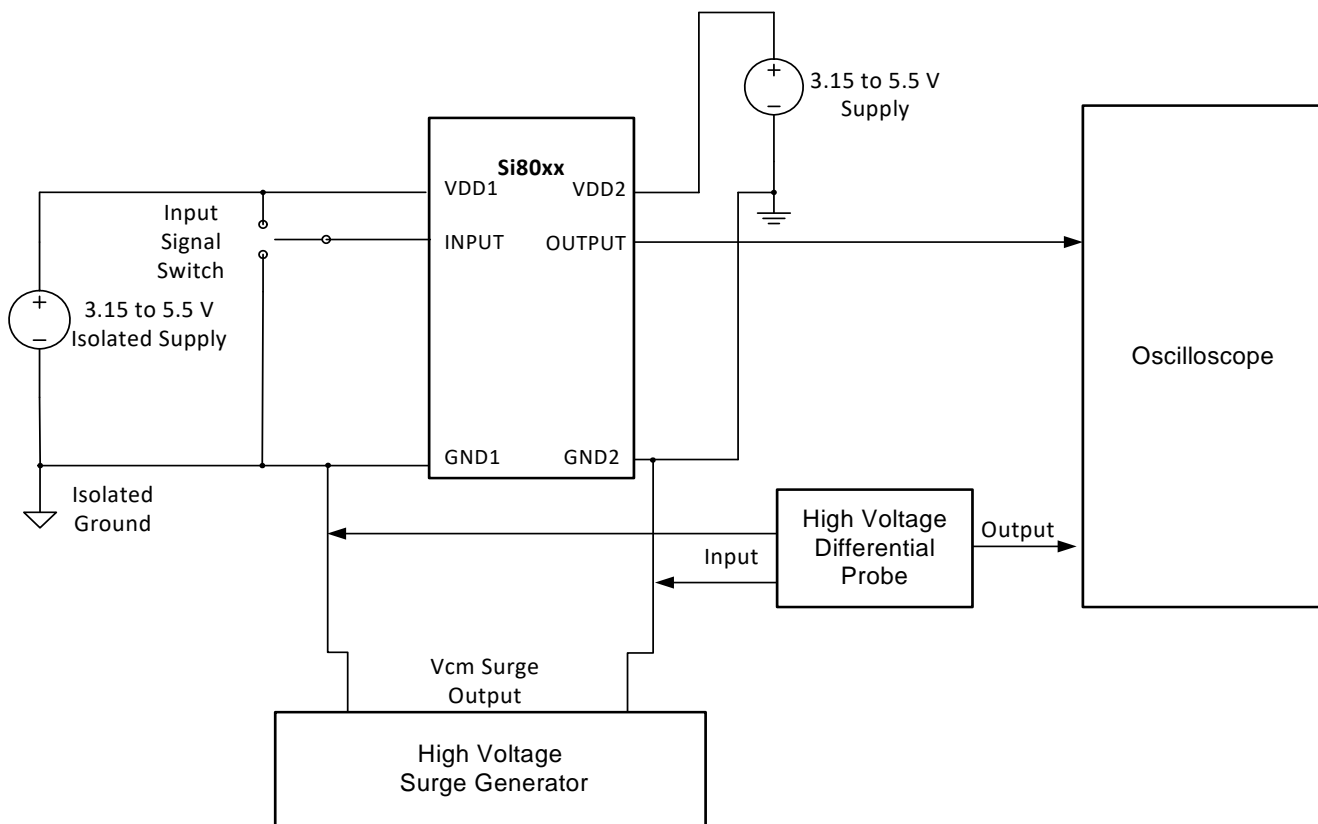 3.15 to 5.5 V
Supply
Si80xx
VDD1
VDD2
Input
Signal
Switch
INPUT
OUTPUT
3.15 to 5.5 V
Isolated Supply
Oscilloscope
GND1
GND2
Isolated
Ground
High Voltage
Differential
Probe
Input
Output
Vcm Surge
Output
High Voltage
Surge Generator